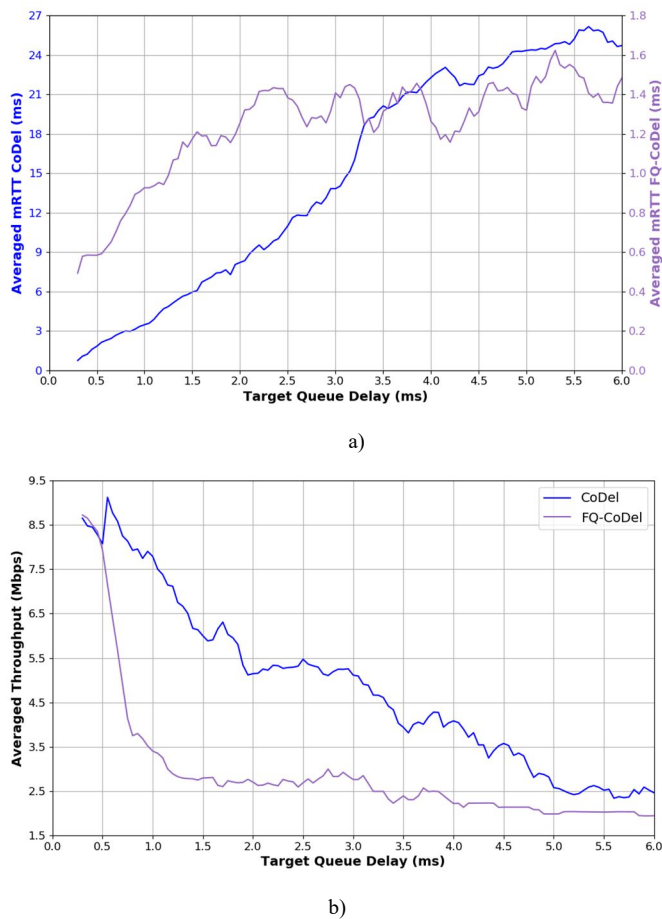 27
24
21
18
15
12
9
6
3
0
Averaged mRTT CoDel (ms)
1.8
1.6
1.4
1.2
1.0
0.8
0.6
0.4
0.2
0.0
Averaged mRTT FQ-CoDel (ms)
0.0 0.5 1.0 1.5 2.0 2.5 3.0 3.5 4.0 4.5 5.0 5.5 6.0
Target Queue Delay (ms)
a)
9.5
8.5
7.5
6.5
5.5
4.5
3.5
2.5
1.5
Averaged Throughput (Mbps)
CoDel
FQ-CoDel
0.0 0.5 1.0 1.5 2.0 2.5 3.0 3.5 4.0 4.5 5.0 5.5 6.0
Target Queue Delay (ms)
b)